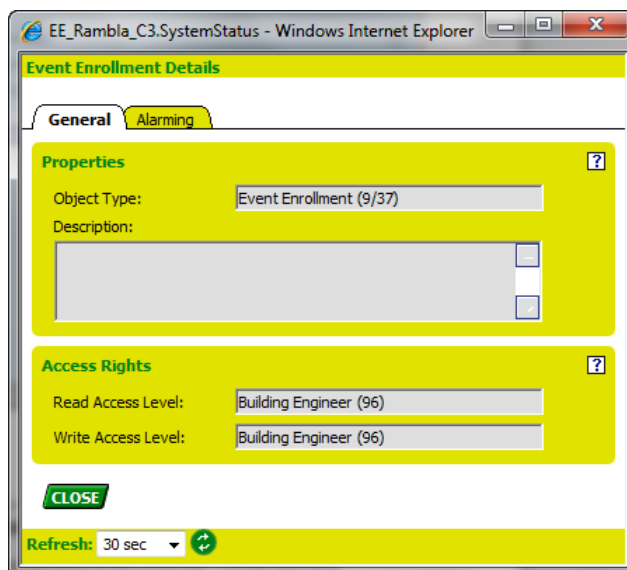 EE_Rambla_C3.SystemStatus - Windows Internet Explorer
Event Enrollment Details
General Alarming
Properties ?
Object Type: Event Enrollment (9/37)
Description:
Access Rights ?
Read Access Level: Building Engineer (96)
Write Access Level: Building Engineer (96)
CLOSE
Refresh: 30 sec